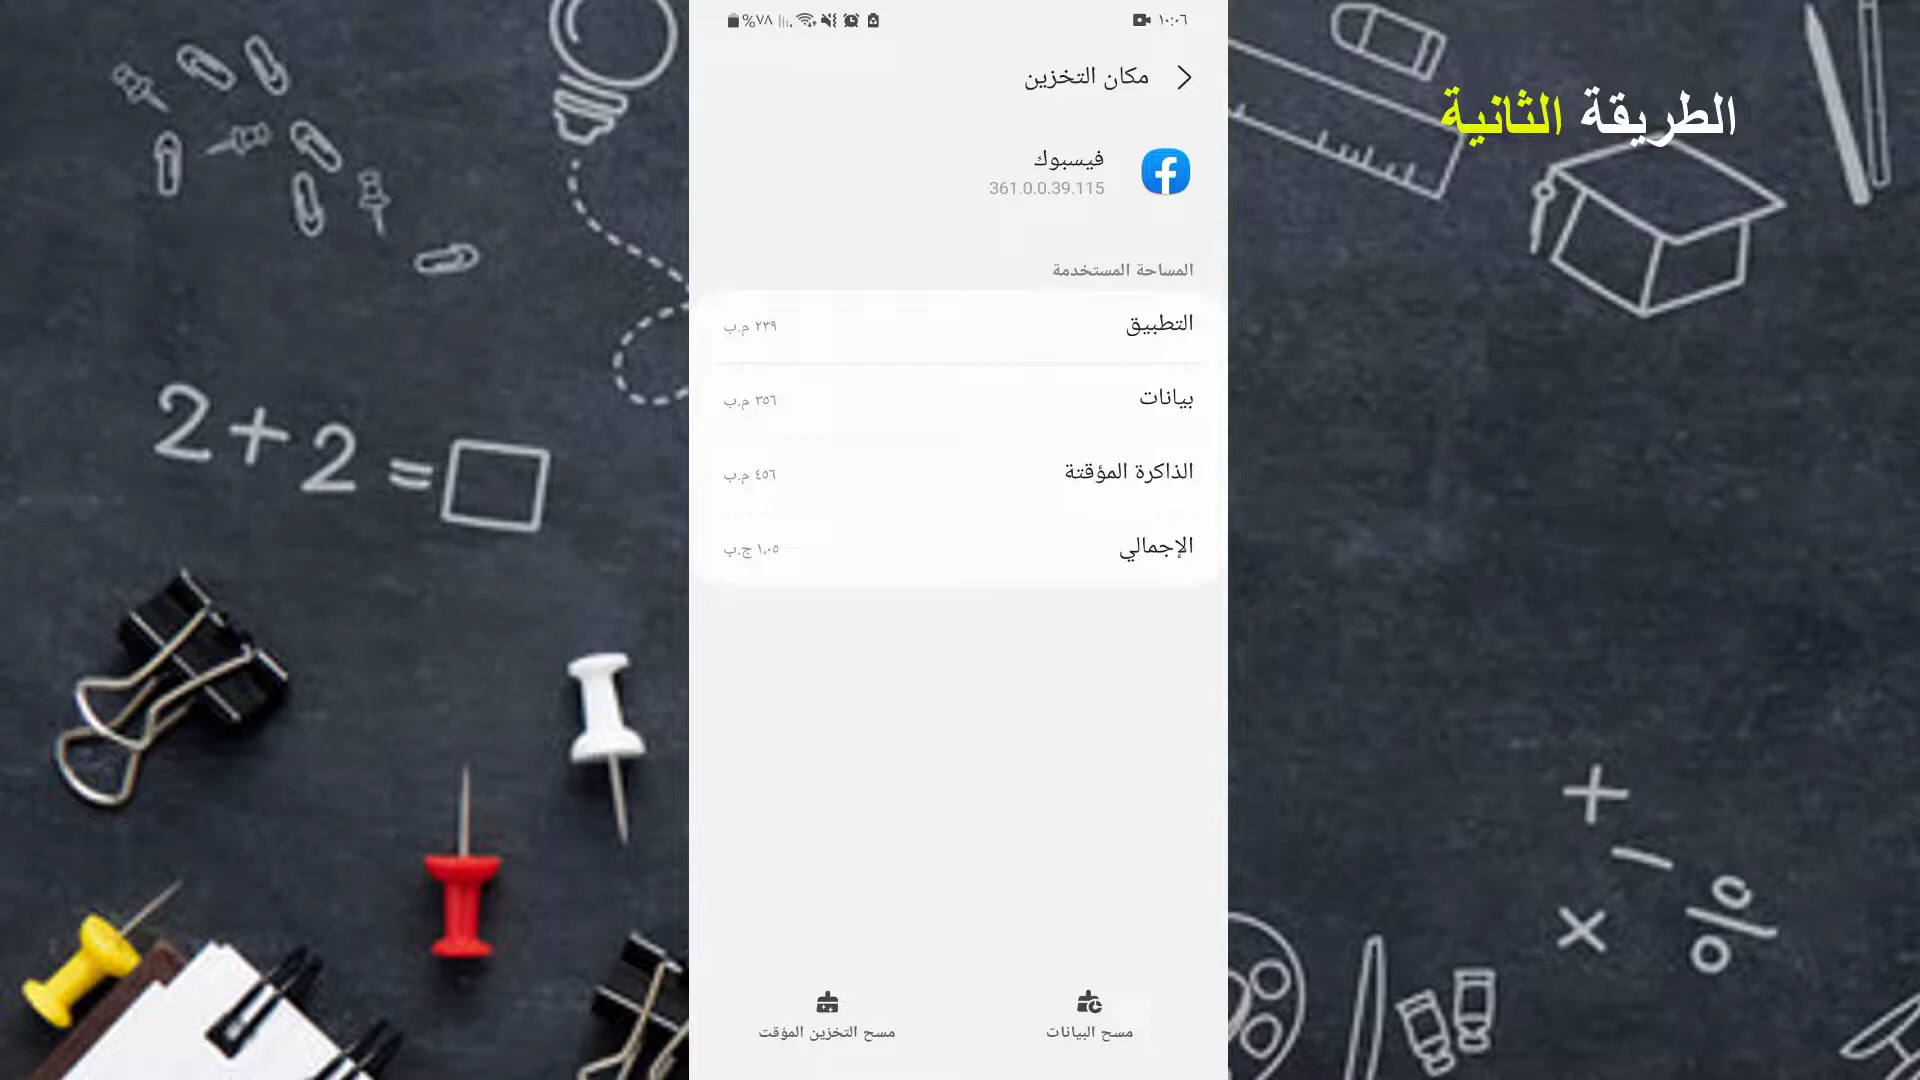 ١٠:٠٦ %٧٨
مكان التخزين
الطريقة الثانية
فيسبوك
361.0.0.39.115
المساحة المستخدمة
التطبيق ٢٣٩ م.ب
بيانات ٣٥٦ م.ب
الذاكرة المؤقتة ٤٥٦ م.ب
الإجمالي ١,٠٥ ج.ب
2+2=
+
−
× %
مسح البيانات مسح التخزين المؤقت